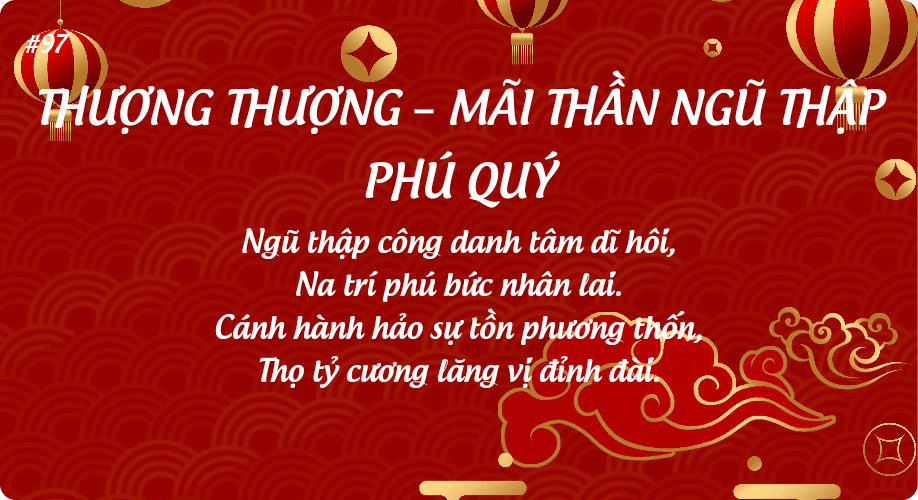 #97
THƯỢNG THƯỢNG – MÃI THẦN NGŨ THẬP
PHÚ QUÝ
Ngũ thập công danh tâm dĩ hôi,
Na trí phú bức nhân lai.
Cánh hành hảo sự tồn phương thốn,
Thọ tỷ cương lăng vị đỉnh đài.